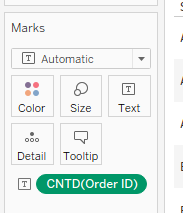 Marks
T Automatic
Color Size Text
Detail Tooltip
T CNTD(Order ID)